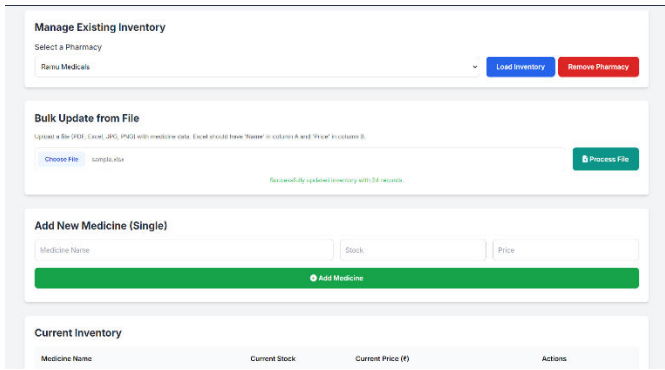 Manage Existing Inventory
Select a Pharmacy
Ramu Medicals
Load Inventory
Remove Pharmacy
Bulk Update from File
Upload a file (PDF, Excel, JPG, PNG) with medicine data. Excel should have 'Name' in column A and 'Price' in column B.
Choose File sample.xlsx
Process File
Successfully updated inventory with 24 records.
Add New Medicine (Single)
Medicine Name
Stock
Price
Add Medicine
Current Inventory
Medicine Name Current Stock Current Price (₹) Actions